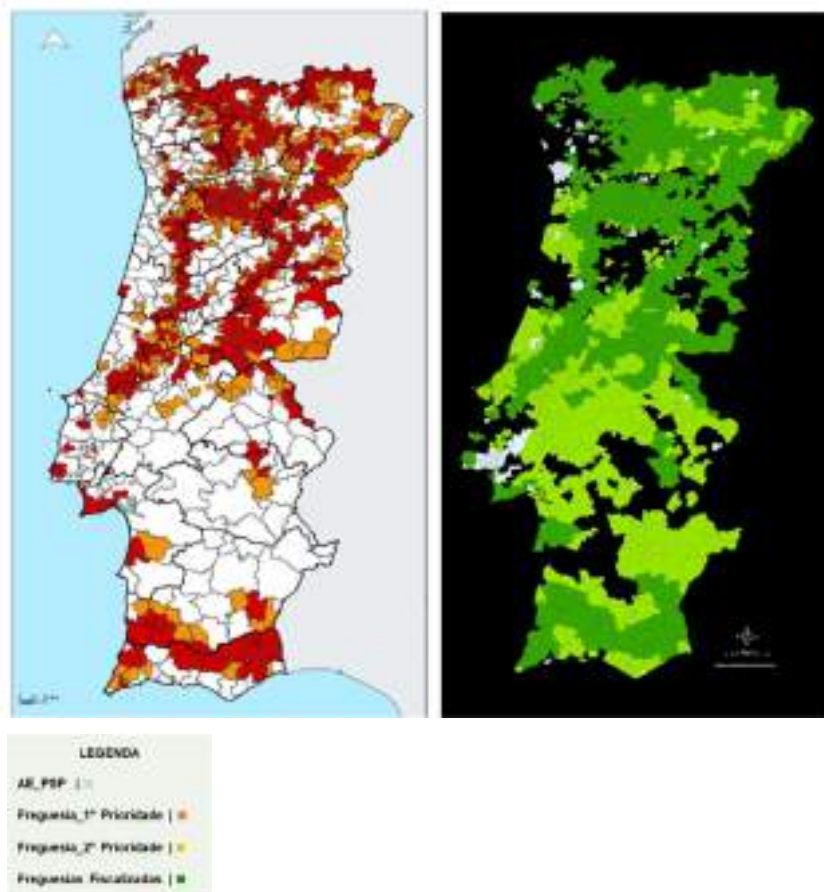 LEGENDA
AE_PSP |
Freguesia_1ª Prioridade |
Freguesia_2ª Prioridade |
Freguesias Fiscalizadas |